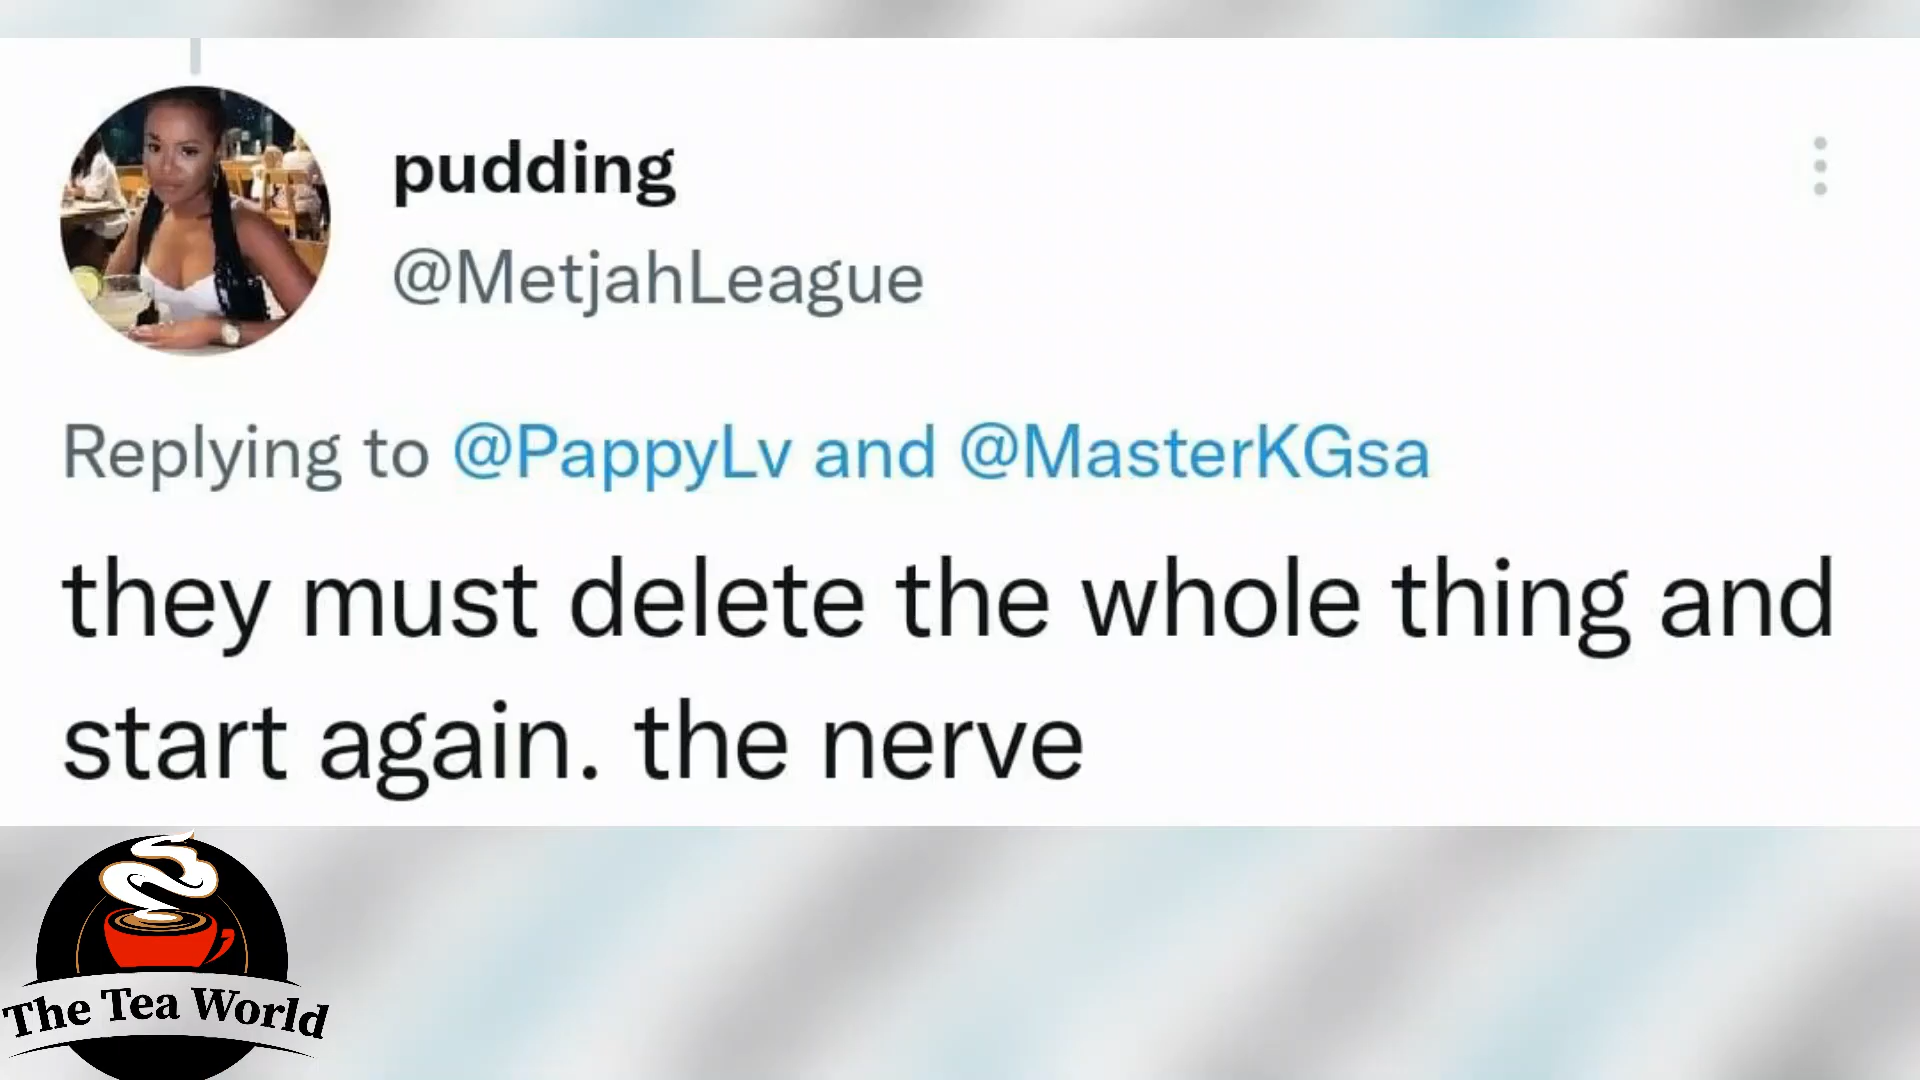 pudding
@MetjahLeague
Replying to @PappyLv and @MasterKGsa
they must delete the whole thing and
start again. the nerve
The Tea World